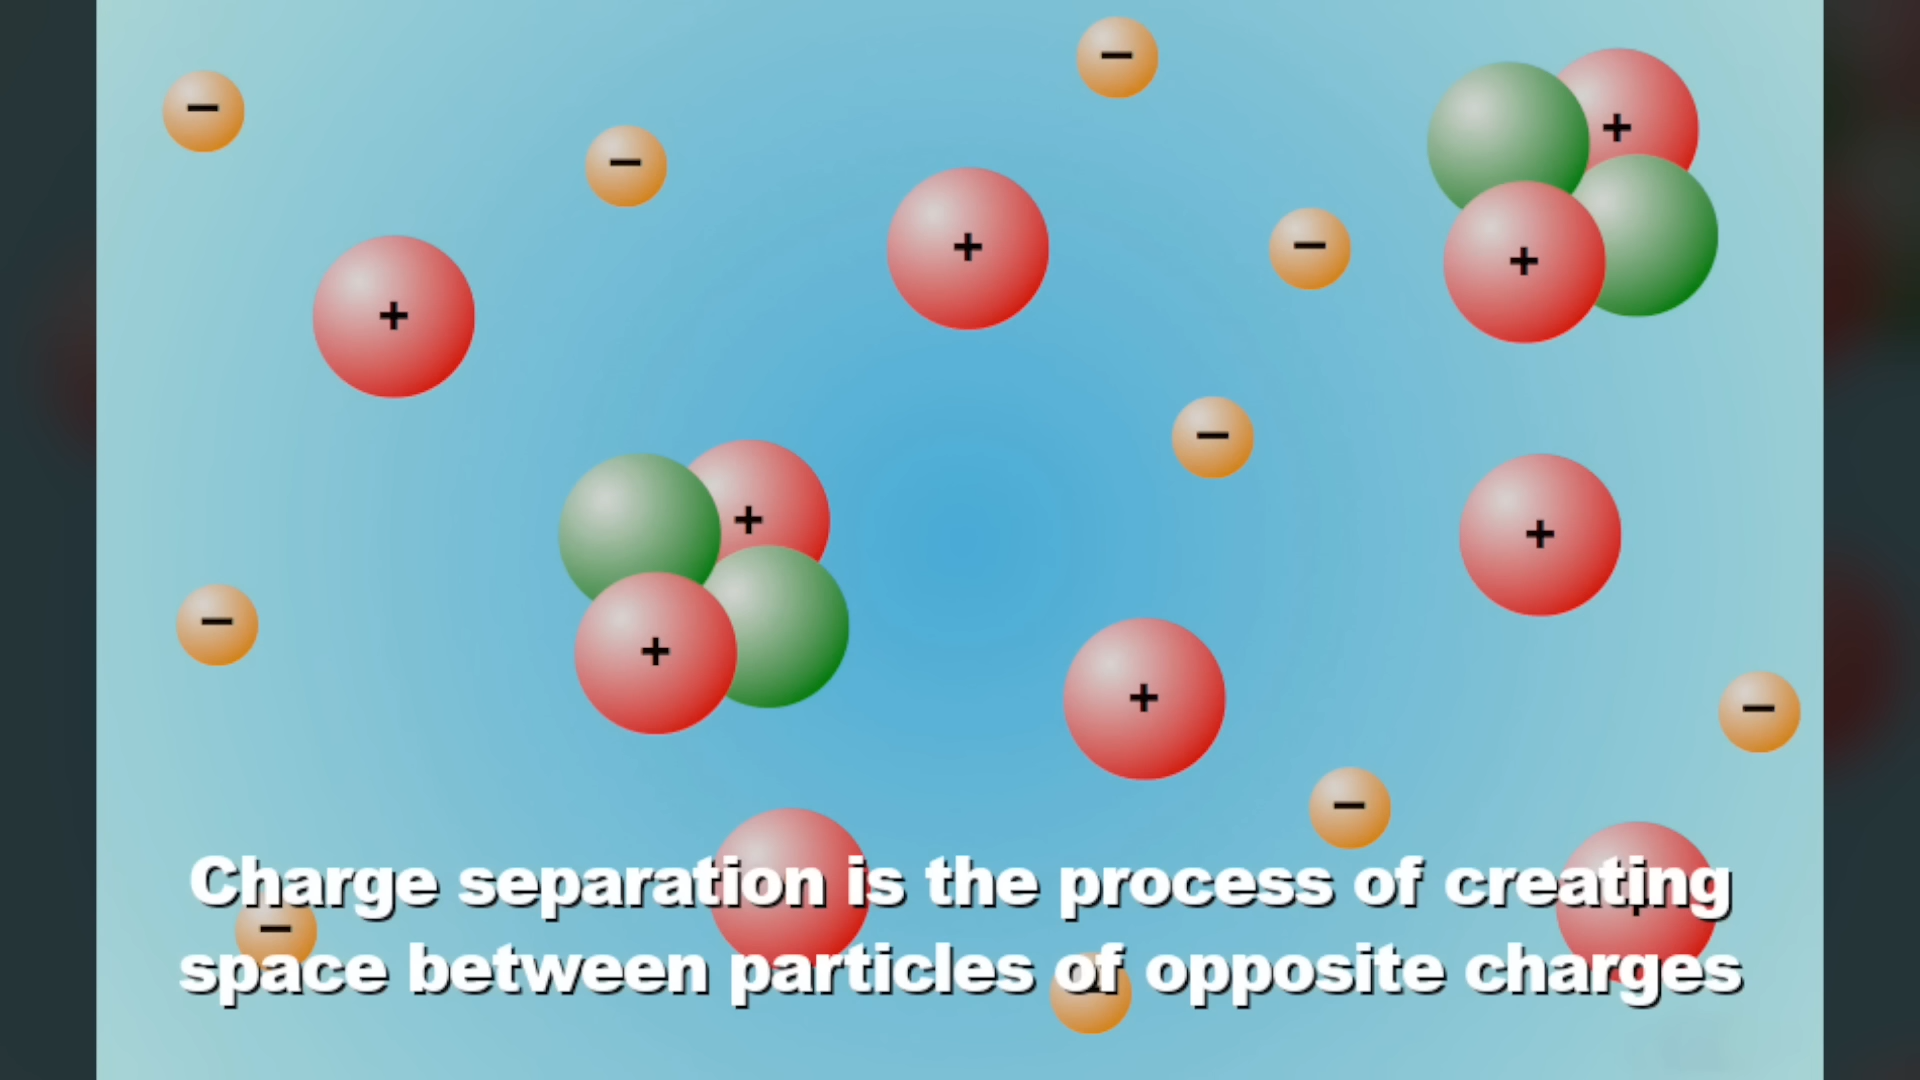 Charge separation is the process of creating
space between particles of opposite charges